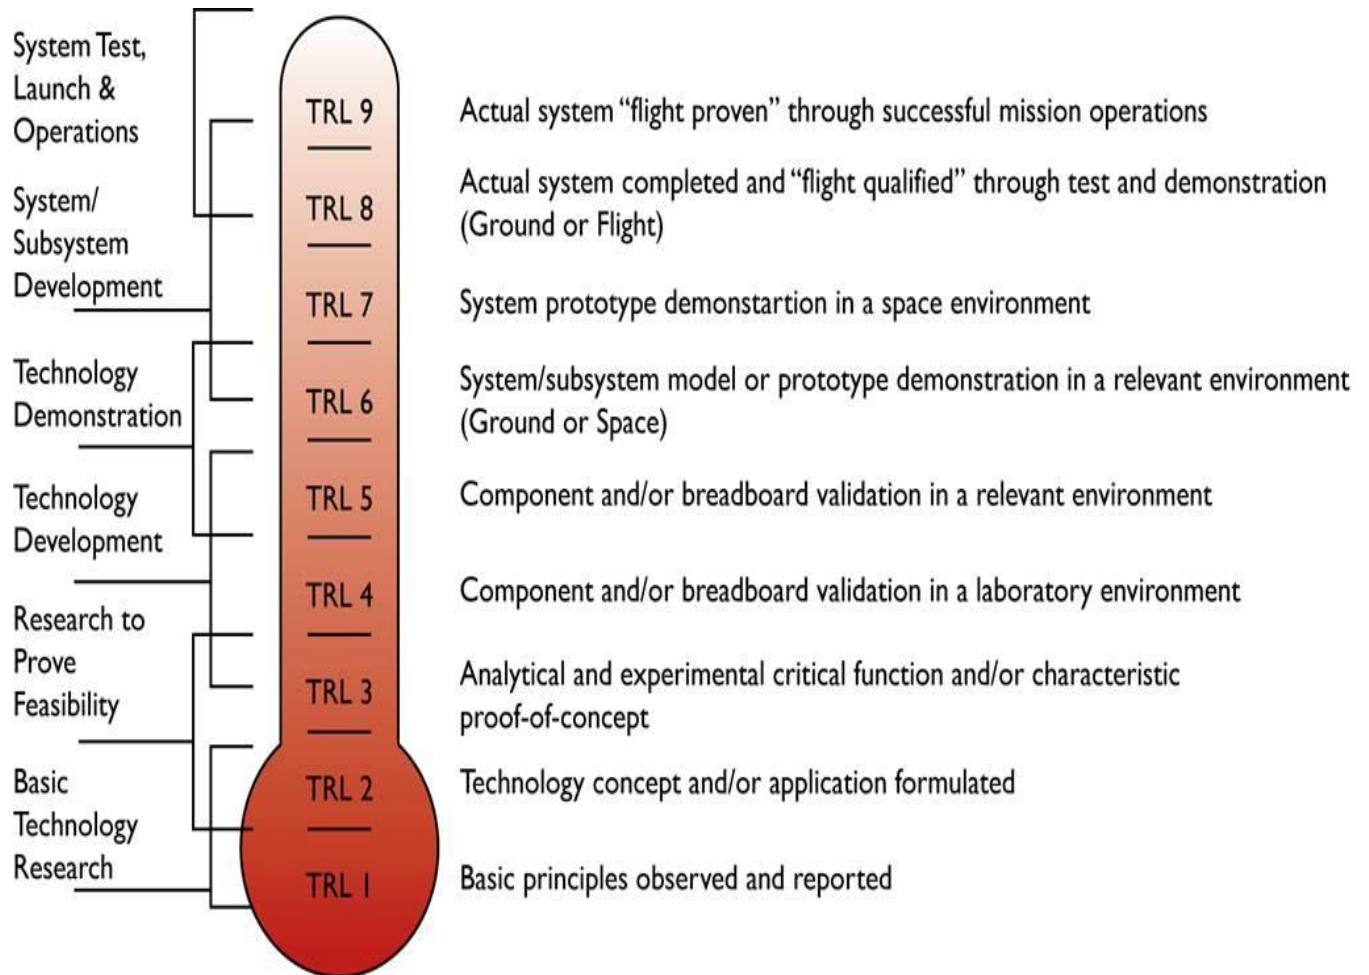 System Test,
Launch &
Operations
System/
Subsystem
Development
Technology
Demonstration
Technology
Development
Research to
Prove
Feasibility
Basic
Technology
Research
TRL 9
TRL 8
TRL 7
TRL 6
TRL 5
TRL 4
TRL 3
TRL 2
TRL 1
Actual system “flight proven” through successful mission operations
Actual system completed and “flight qualified” through test and demonstration
(Ground or Flight)
System prototype demonstartion in a space environment
System/subsystem model or prototype demonstration in a relevant environment
(Ground or Space)
Component and/or breadboard validation in a relevant environment
Component and/or breadboard validation in a laboratory environment
Analytical and experimental critical function and/or characteristic
proof-of-concept
Technology concept and/or application formulated
Basic principles observed and reported